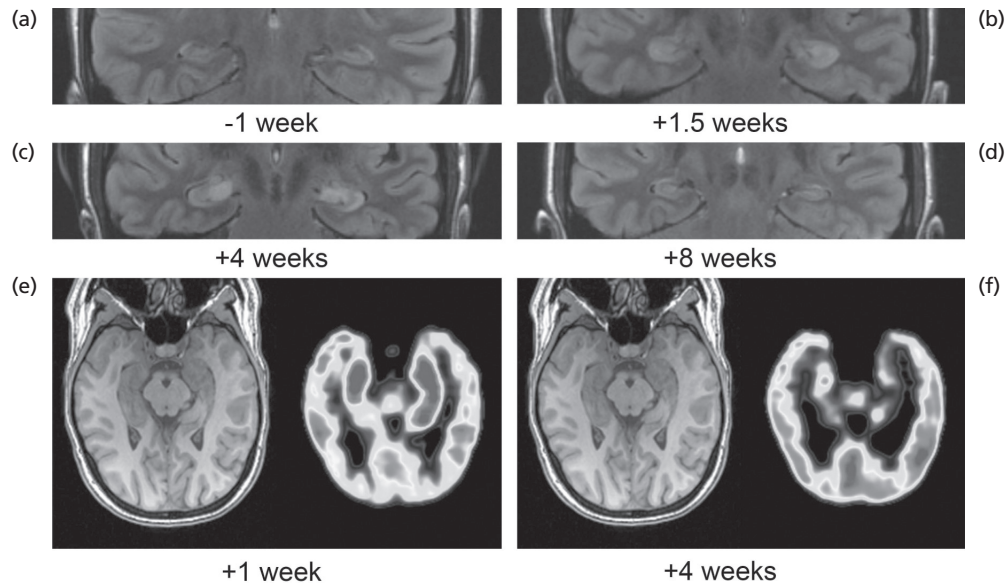 (a)
(b)
-1 week
+1.5 weeks
(c)
(d)
+4 weeks
+8 weeks
(e)
(f)
+1 week
+4 weeks